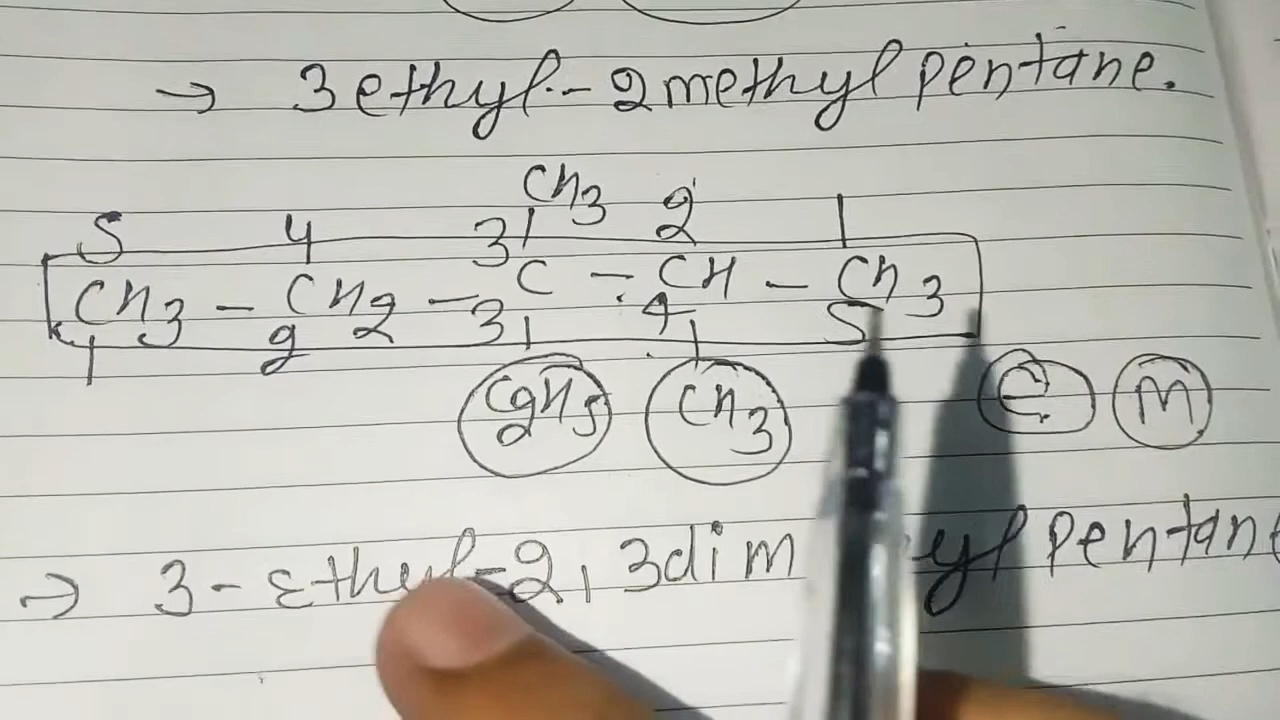 → 3 ethyl - 2 methyl pentane.
CH3
5 4 3 2 1
CH3 - CH2 - C - CH - CH3
1 2 3 4 5
C2H5 CH3 E m
→ 3 - Ethyl - 2, 3 dim yl pentan